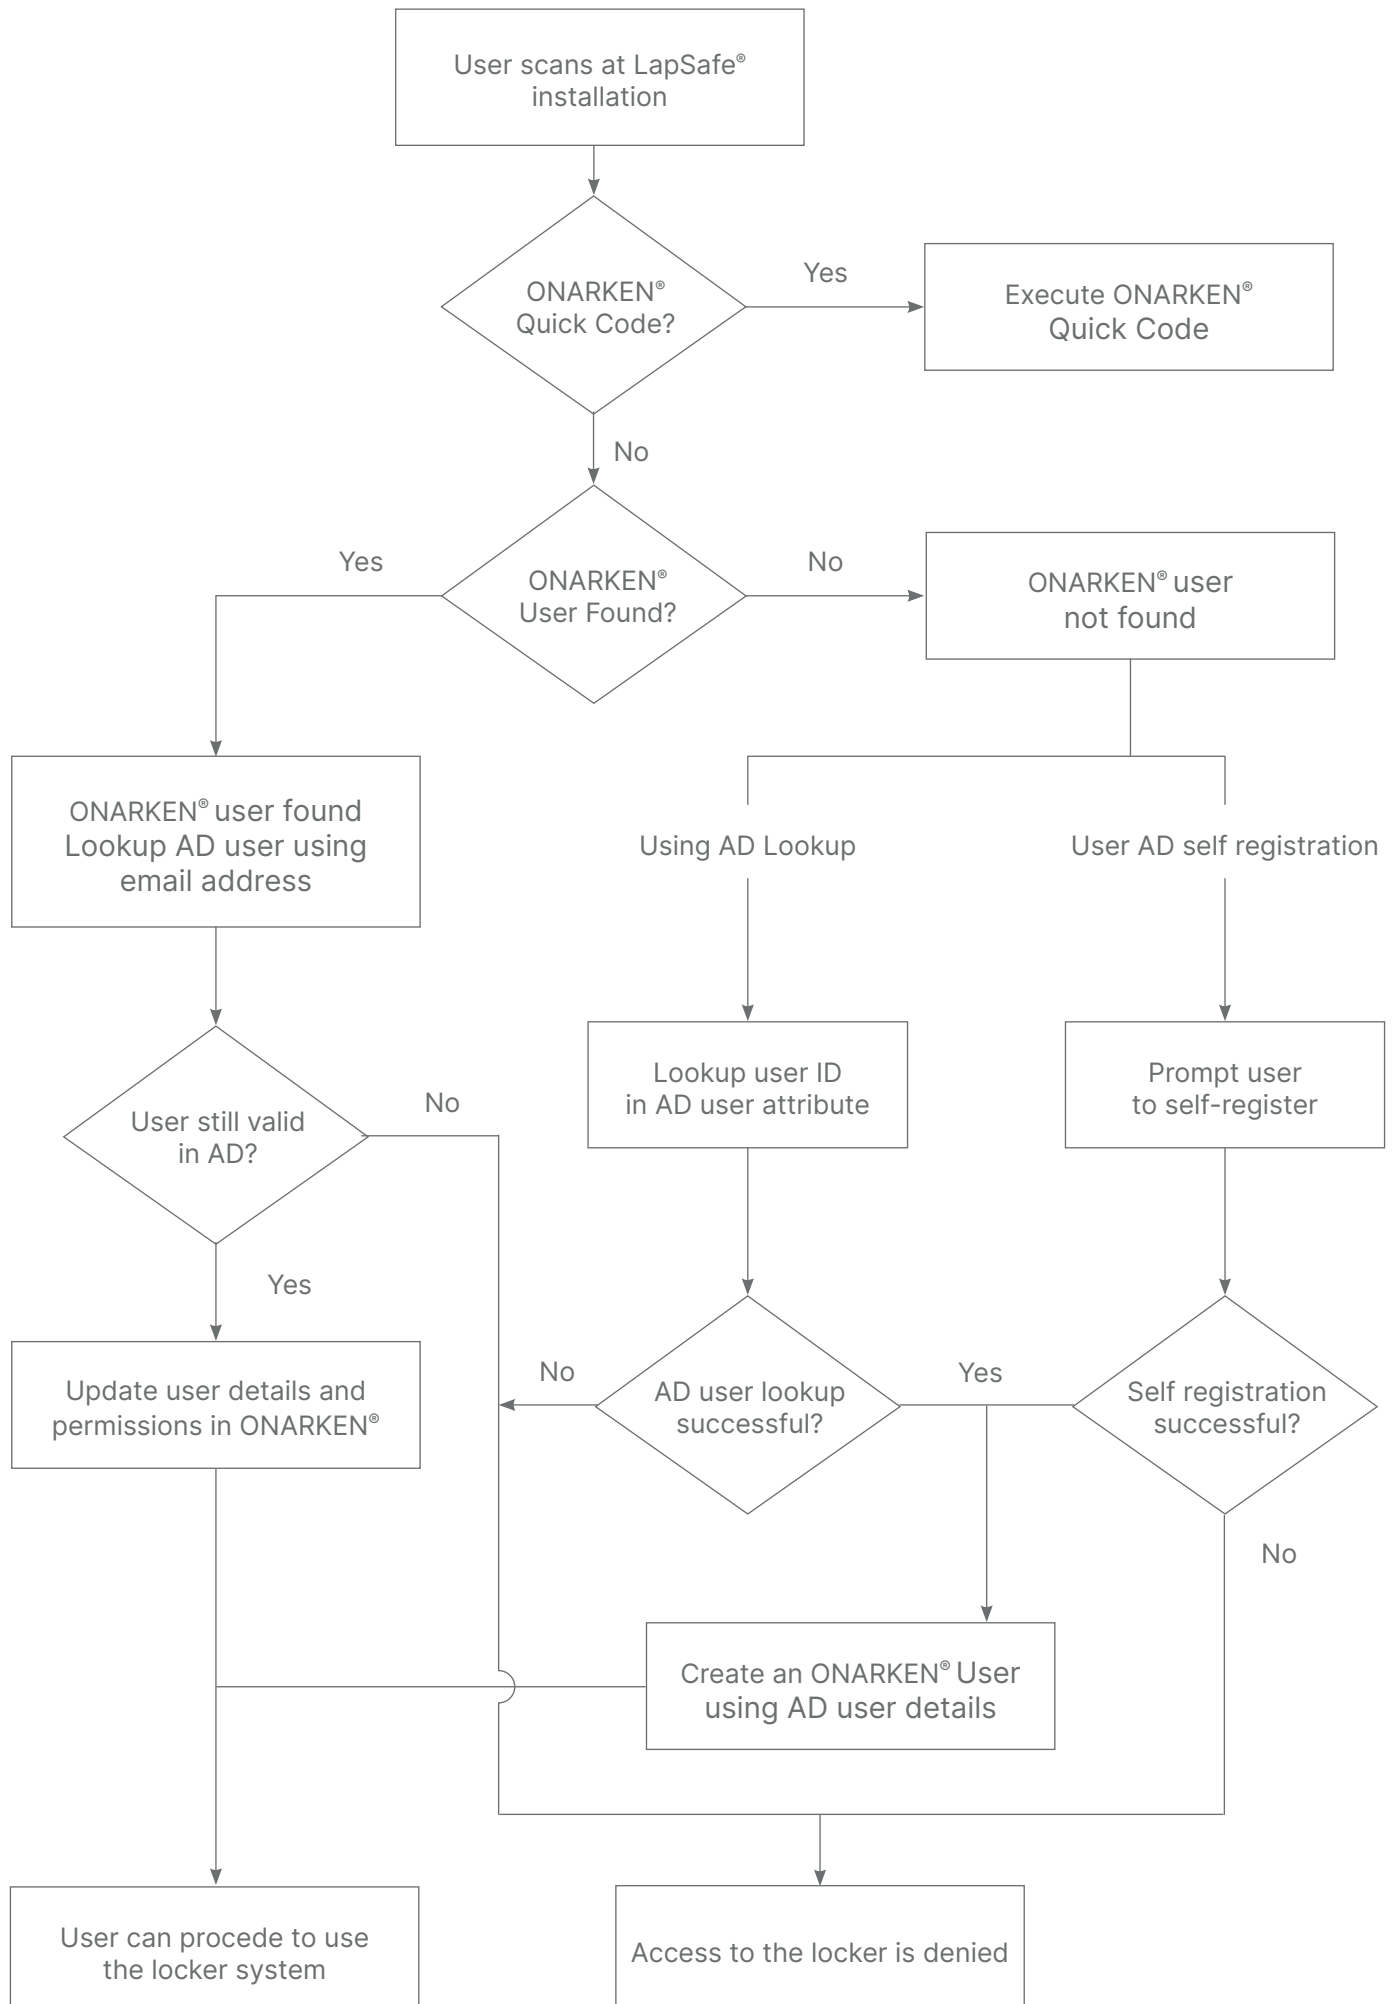 User scans at LapSafe®
installation
Yes
ONARKEN®
Quick Code?
Execute ONARKEN®
Quick Code
No
Yes
No
ONARKEN®
User Found?
ONARKEN® user
not found
ONARKEN® user found
Lookup AD user using
email address
Using AD Lookup
User AD self registration
Lookup user ID
in AD user attribute
Prompt user
to self-register
User still valid
in AD?
No
Yes
Update user details and
permissions in ONARKEN®
No
AD user lookup
successful?
Yes
Self registration
successful?
No
Create an ONARKEN® User
using AD user details
User can procede to use
the locker system
Access to the locker is denied